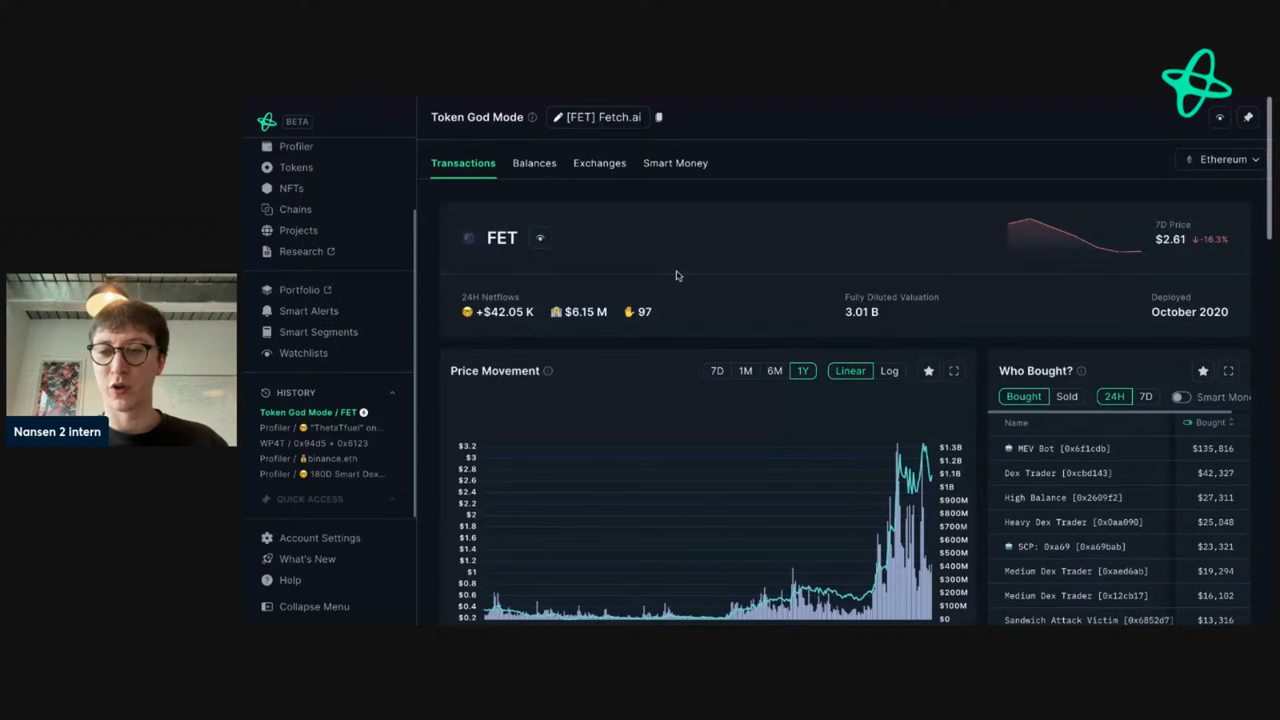 BETA
Profiler
Tokens
NFTs
Chains
Projects
Research
Portfolio
Smart Alerts
Smart Segments
Watchlists
HISTORY
Token God Mode / FET
Profiler / "ThetaTfuei" on...
WP4T / 0x94d5 + 0x6123
Profiler / binance.eth
Profiler / 180D Smart Dex...
QUICK ACCESS
Account Settings
What's New
Help
Collapse Menu
Nansen 2 intern
Token God Mode [FET] Fetch.ai
Transactions Balances Exchanges Smart Money
Ethereum
FET
7D Price
$2.61 ↓-16.3%
24H Netflows
+$42.05 K $6.15 M 97
Fully Diluted Valuation
3.01 B
Deployed
October 2020
Price Movement
7D 1M 6M 1Y Linear Log
$3.2
$3
$2.8
$2.6
$2.4
$2.2
$2
$1.8
$1.6
$1.4
$1.2
$1
$0.8
$0.6
$0.4
$0.2
$1.3B
$1.2B
$1.1B
$1B
$900M
$800M
$700M
$600M
$500M
$400M
$300M
$200M
$100M
$0
Who Bought?
Bought Sold 24H 7D Smart Mon
Name Bought
MEV Bot [0x6f1cdb] $135,816
Dex Trader [0xcbd143] $42,327
High Balance [0x2609f2] $27,311
Heavy Dex Trader [0x0aa090] $25,848
SCP: 0xa69 [0xa69bab] $23,321
Medium Dex Trader [0xaed6ab] $19,294
Medium Dex Trader [0x12cb17] $16,102
Sandwich Attack Victim [0x6852d7] $13,316